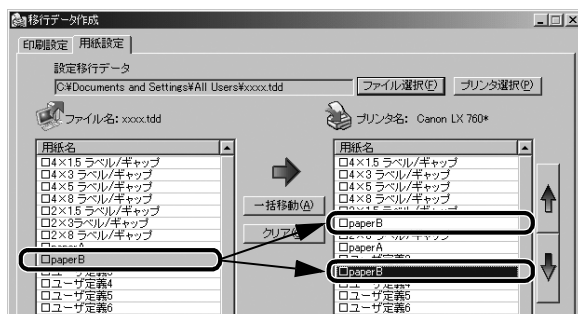 移行データ作成
印刷設定 用紙設定
設定移行データ
C:¥Documents and Settings¥All Users¥xxxx.tdd ファイル選択(F) プリンタ選択(P)
ファイル名: xxxx.tdd プリンタ名: Canon LX 760*
用紙名 用紙名
4×1.5 ラベル/ギャップ 4×1.5 ラベル/ギャップ
4×3 ラベル/ギャップ 4×3 ラベル/ギャップ
4×5 ラベル/ギャップ 4×5 ラベル/ギャップ
4×8 ラベル/ギャップ 一括移動(A) 4×8 ラベル/ギャップ
2×1.5 ラベル/ギャップ
2×3ラベル/ギャップ paperB
2×8 ラベル/ギャップ クリア
paperA
paperB paperA
paperB
ユーザ定義4 ユーザ定義4
ユーザ定義5 ユーザ定義5
ユーザ定義6 ユーザ定義6